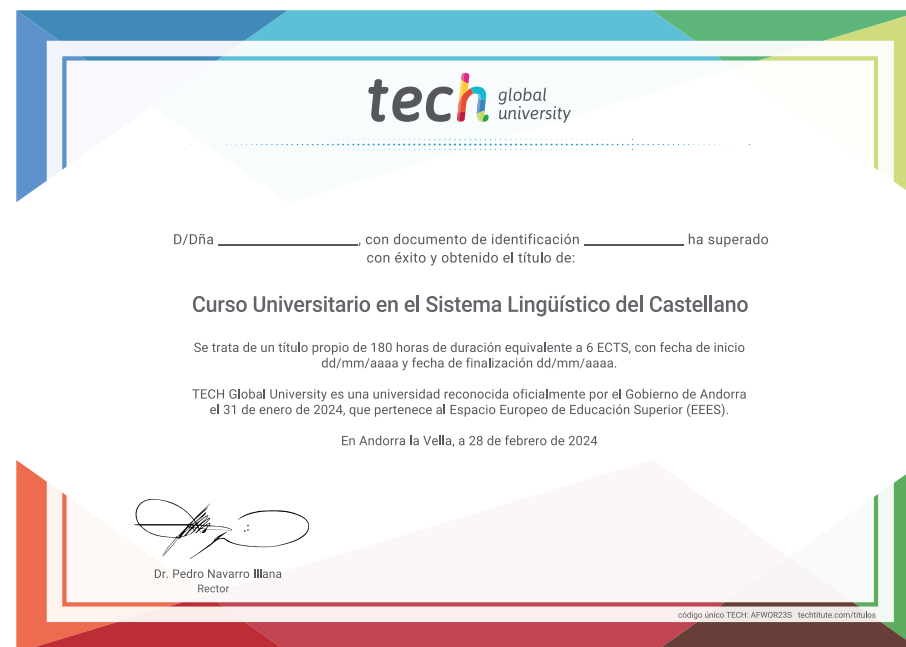 tech global university
D/Dña ____________________, con documento de identificación ______________ ha superado
con éxito y obtenido el título de:
Curso Universitario en el Sistema Lingüístico del Castellano
Se trata de un título propio de 180 horas de duración equivalente a 6 ECTS, con fecha de inicio
dd/mm/aaaa y fecha de finalización dd/mm/aaaa.
TECH Global University es una universidad reconocida oficialmente por el Gobierno de Andorra
el 31 de enero de 2024, que pertenece al Espacio Europeo de Educación Superior (EEES).
En Andorra la Vella, a 28 de febrero de 2024
Dr. Pedro Navarro Illana
Rector
código único TECH: AFWOR23S techtitute.com/titulos